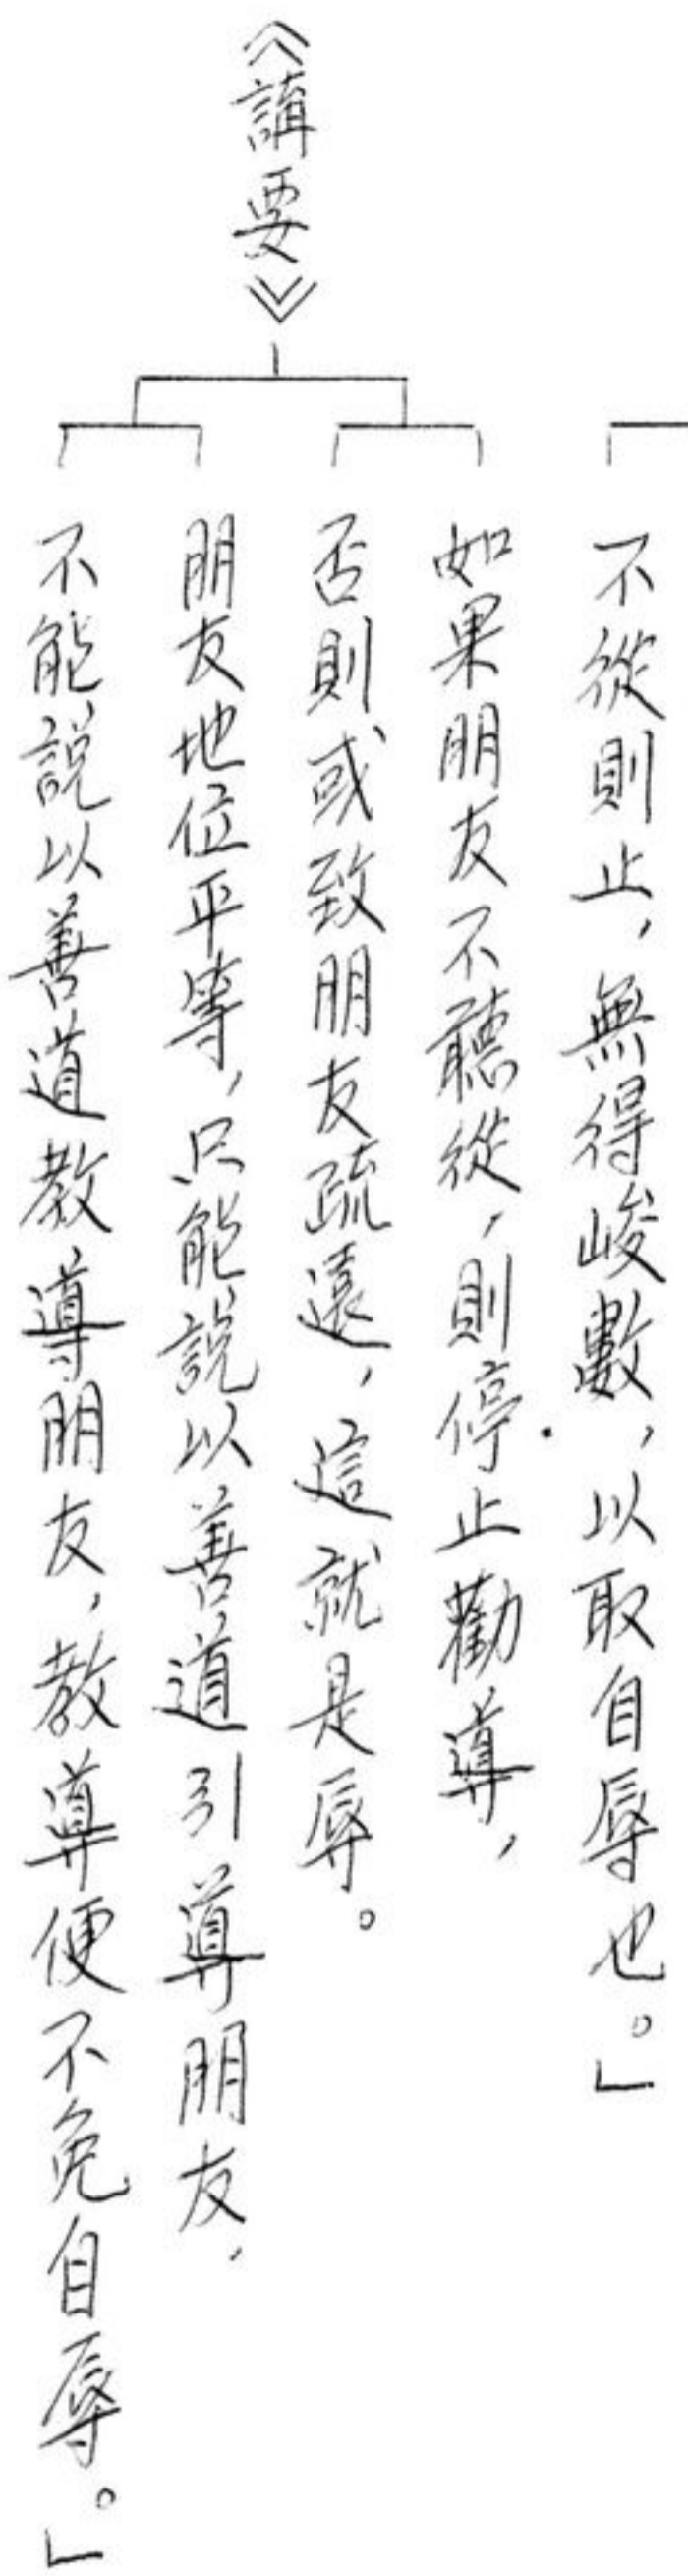 不從則止，無得峻數，以取自辱也。」
如果朋友不聽從，則停止勸導，
否則或致朋友疏遠，這就是辱。
朋友地位平等，只能說以善道引導朋友，
不能說以善道教導朋友，教導便不免自辱。」
《講要》